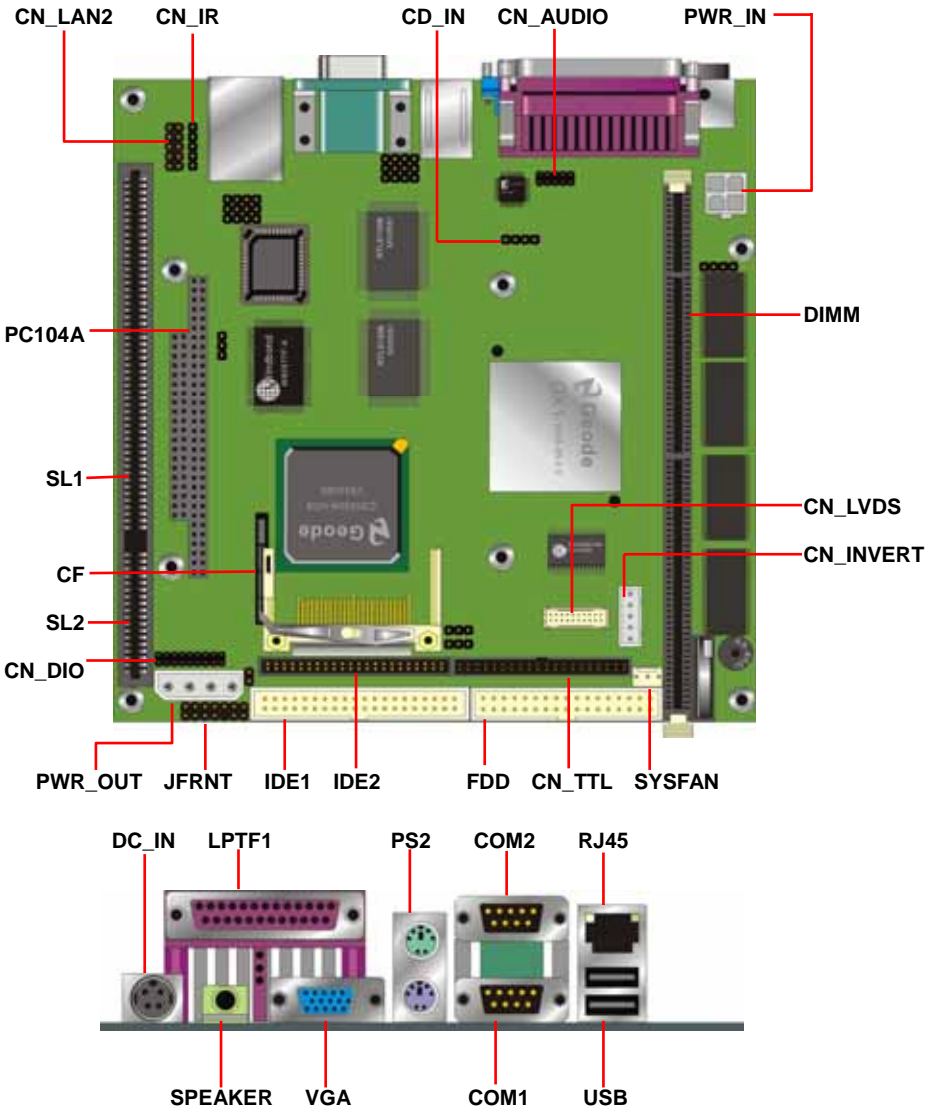 CN_LAN2 CN_IR CD_IN CN_AUDIO PWR_IN
PC104A
DIMM
SL1
CN_LVDS
CN_INVERT
CF
SL2
CN_DIO
Geode
Geode
PWR_OUT JFRNT IDE1 IDE2 FDD CN_TTL SYSFAN
DC_IN LPTF1 PS2 COM2 RJ45
SPEAKER VGA COM1 USB